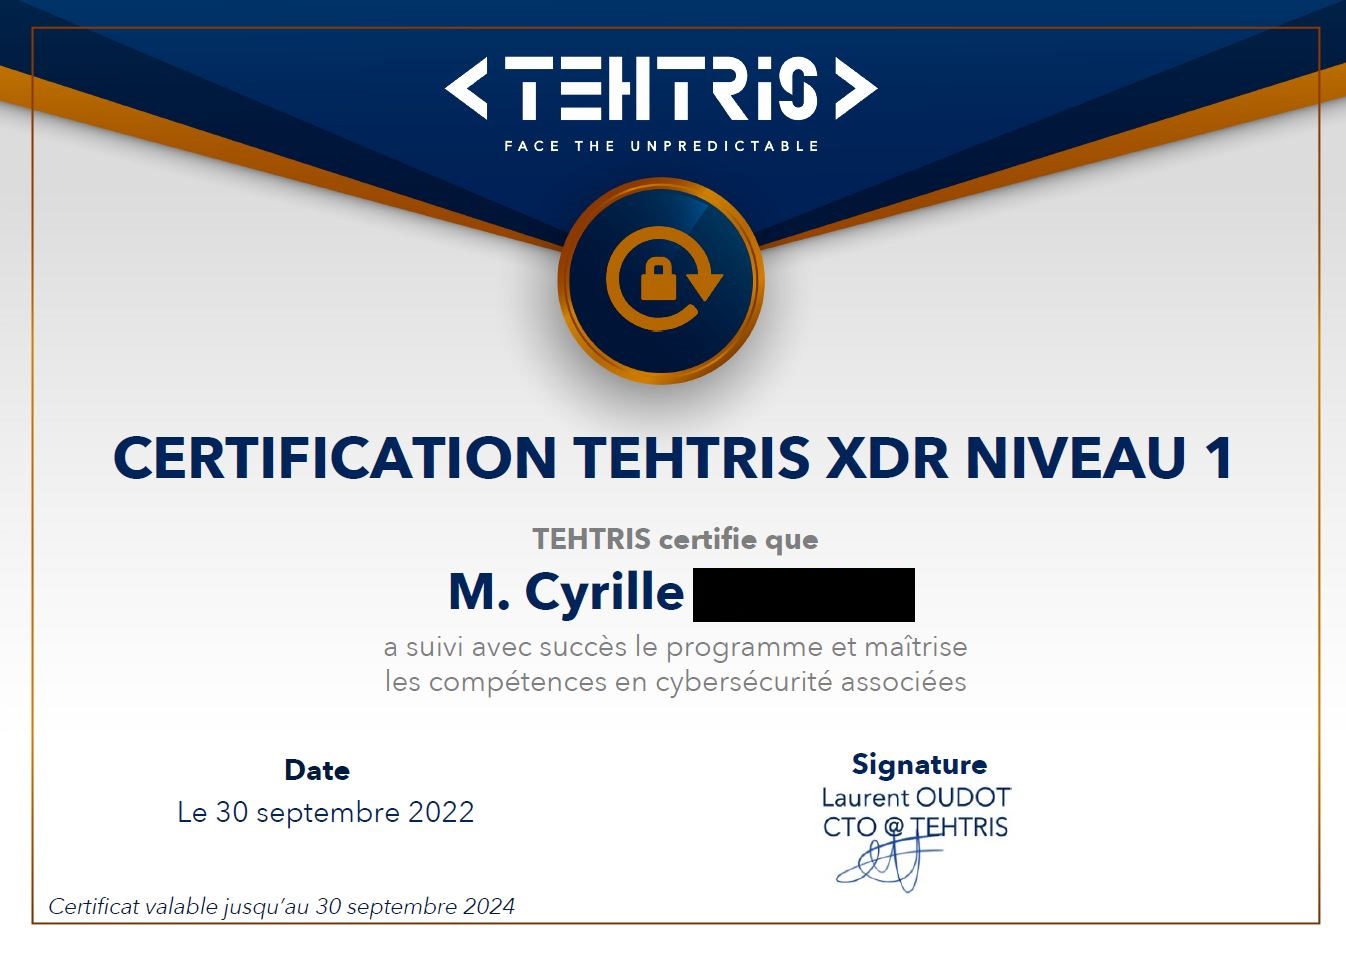 <TEHTRiS>
FACE THE UNPREDICTABLE
CERTIFICATION TEHTRIS XDR NIVEAU 1
TEHTRIS certifie que
M. Cyrille
a suivi avec succès le programme et maîtrise
les compétences en cybersécurité associées
Date
Le 30 septembre 2022
Signature
Laurent OUDOT
CTO @ TEHTRIS
Certificat valable jusqu’au 30 septembre 2024